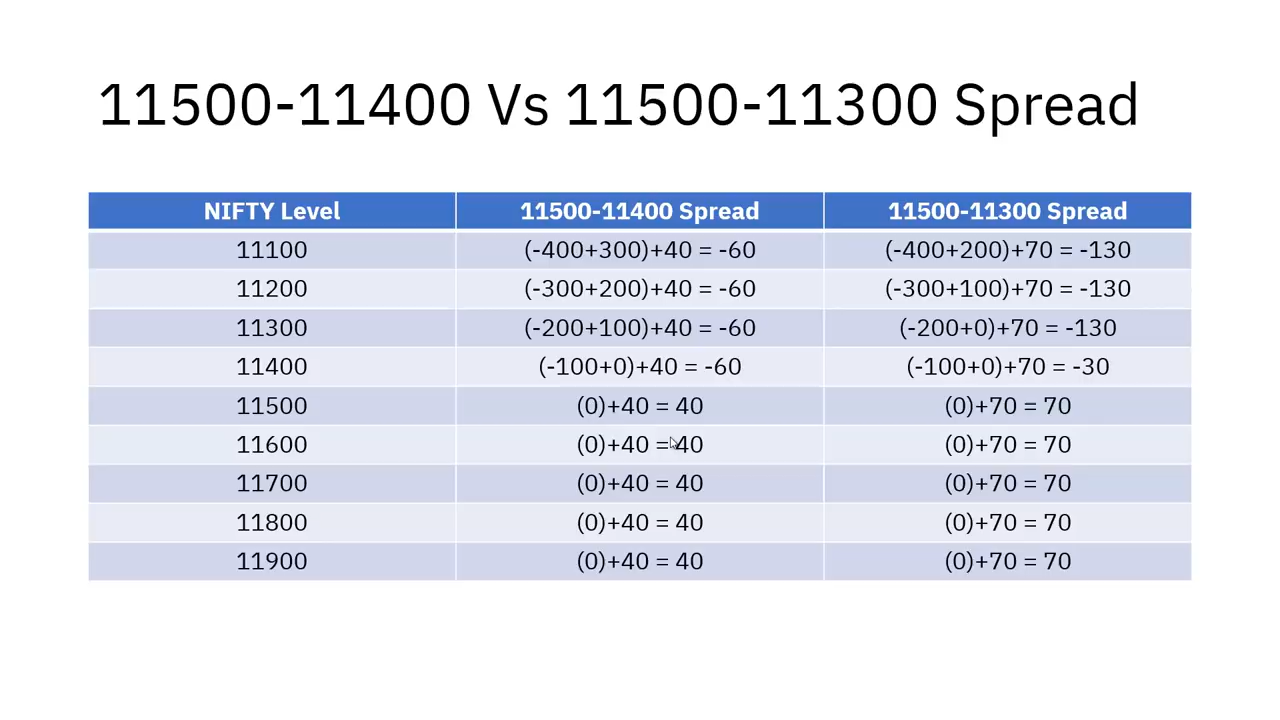 11500-11400 Vs 11500-11300 Spread
NIFTY Level 11500-11400 Spread 11500-11300 Spread
11100 (-400+300)+40 = -60 (-400+200)+70 = -130
11200 (-300+200)+40 = -60 (-300+100)+70 = -130
11300 (-200+100)+40 = -60 (-200+0)+70 = -130
11400 (-100+0)+40 = -60 (-100+0)+70 = -30
11500 (0)+40 = 40 (0)+70 = 70
11600 (0)+40 = 40 (0)+70 = 70
11700 (0)+40 = 40 (0)+70 = 70
11800 (0)+40 = 40 (0)+70 = 70
11900 (0)+40 = 40 (0)+70 = 70